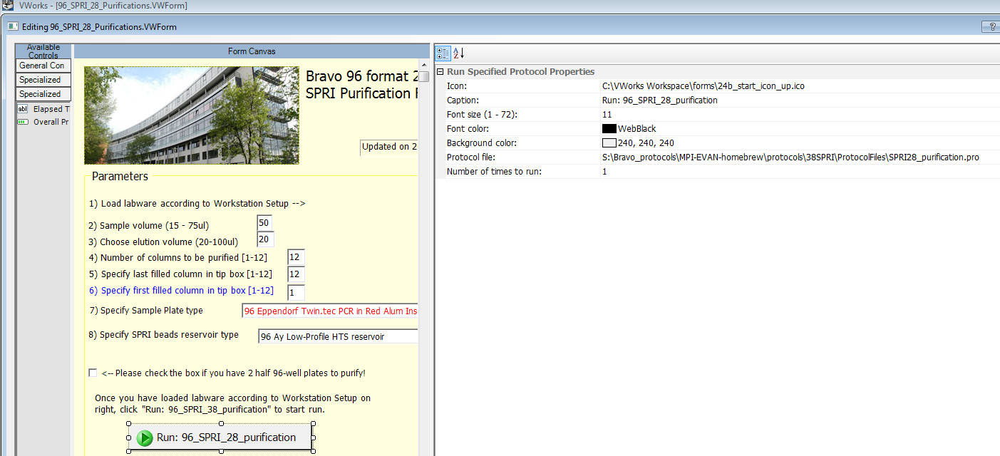 VWorks - [96_SPRI_28_Purifications.VWForm]
Editing 96_SPRI_28_Purifications.VWForm
?
Available
Controls
General Con
Specialized
Specialized
abl Elapsed T
Overall Pr
Form Canvas
Bravo 96 format 2
SPRI Purification
Updated on 2
Parameters
1) Load labware according to Workstation Setup -->
2) Sample volume (15 - 75ul) 50
3) Choose elution volume (20-100ul) 20
4) Number of columns to be purified [1-12] 12
5) Specify last filled column in tip box [1-12] 12
6) Specify first filled column in tip box [1-12] 1
7) Specify Sample Plate type 96 Eppendorf Twin.tec PCR in Red Alum Ins
8) Specify SPRI beads reservoir type 96 Ay Low-Profile HTS reservoir
<-- Please check the box if you have 2 half 96-well plates to purify!
Once you have loaded labware according to Workstation Setup on
right, click "Run: 96_SPRI_38_purification" to start run.
Run: 96_SPRI_28_purification
A
Z
Run Specified Protocol Properties
Icon: C:\VWorks Workspace\forms\24b_start_icon_up.ico
Caption: Run: 96_SPRI_28_purification
Font size (1 - 72): 11
Font color: WebBlack
Background color: 240, 240, 240
Protocol file: S:\Bravo_protocols\MPI-EVAN-homebrew\protocols\38SPRI\ProtocolFiles\SPRI28_purification.pro
Number of times to run: 1